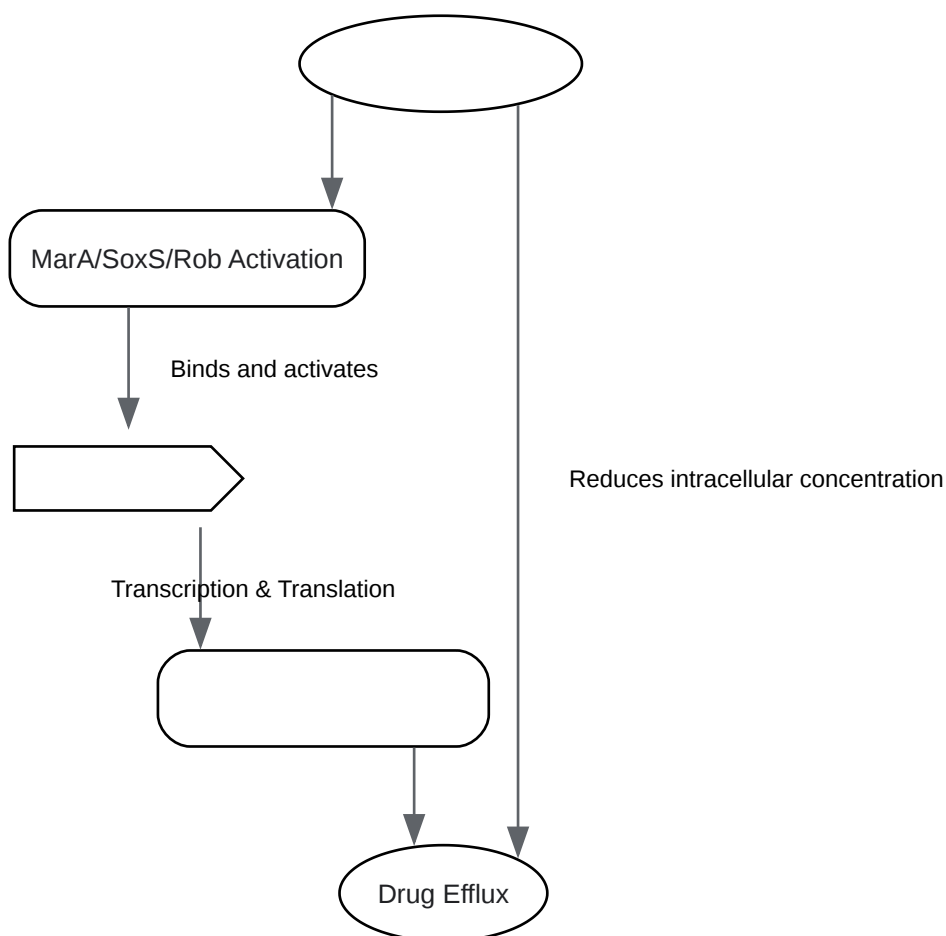 MarA/SoxS/Rob Activation
Binds and activates
Reduces intracellular concentration
Transcription & Translation
Drug Efflux